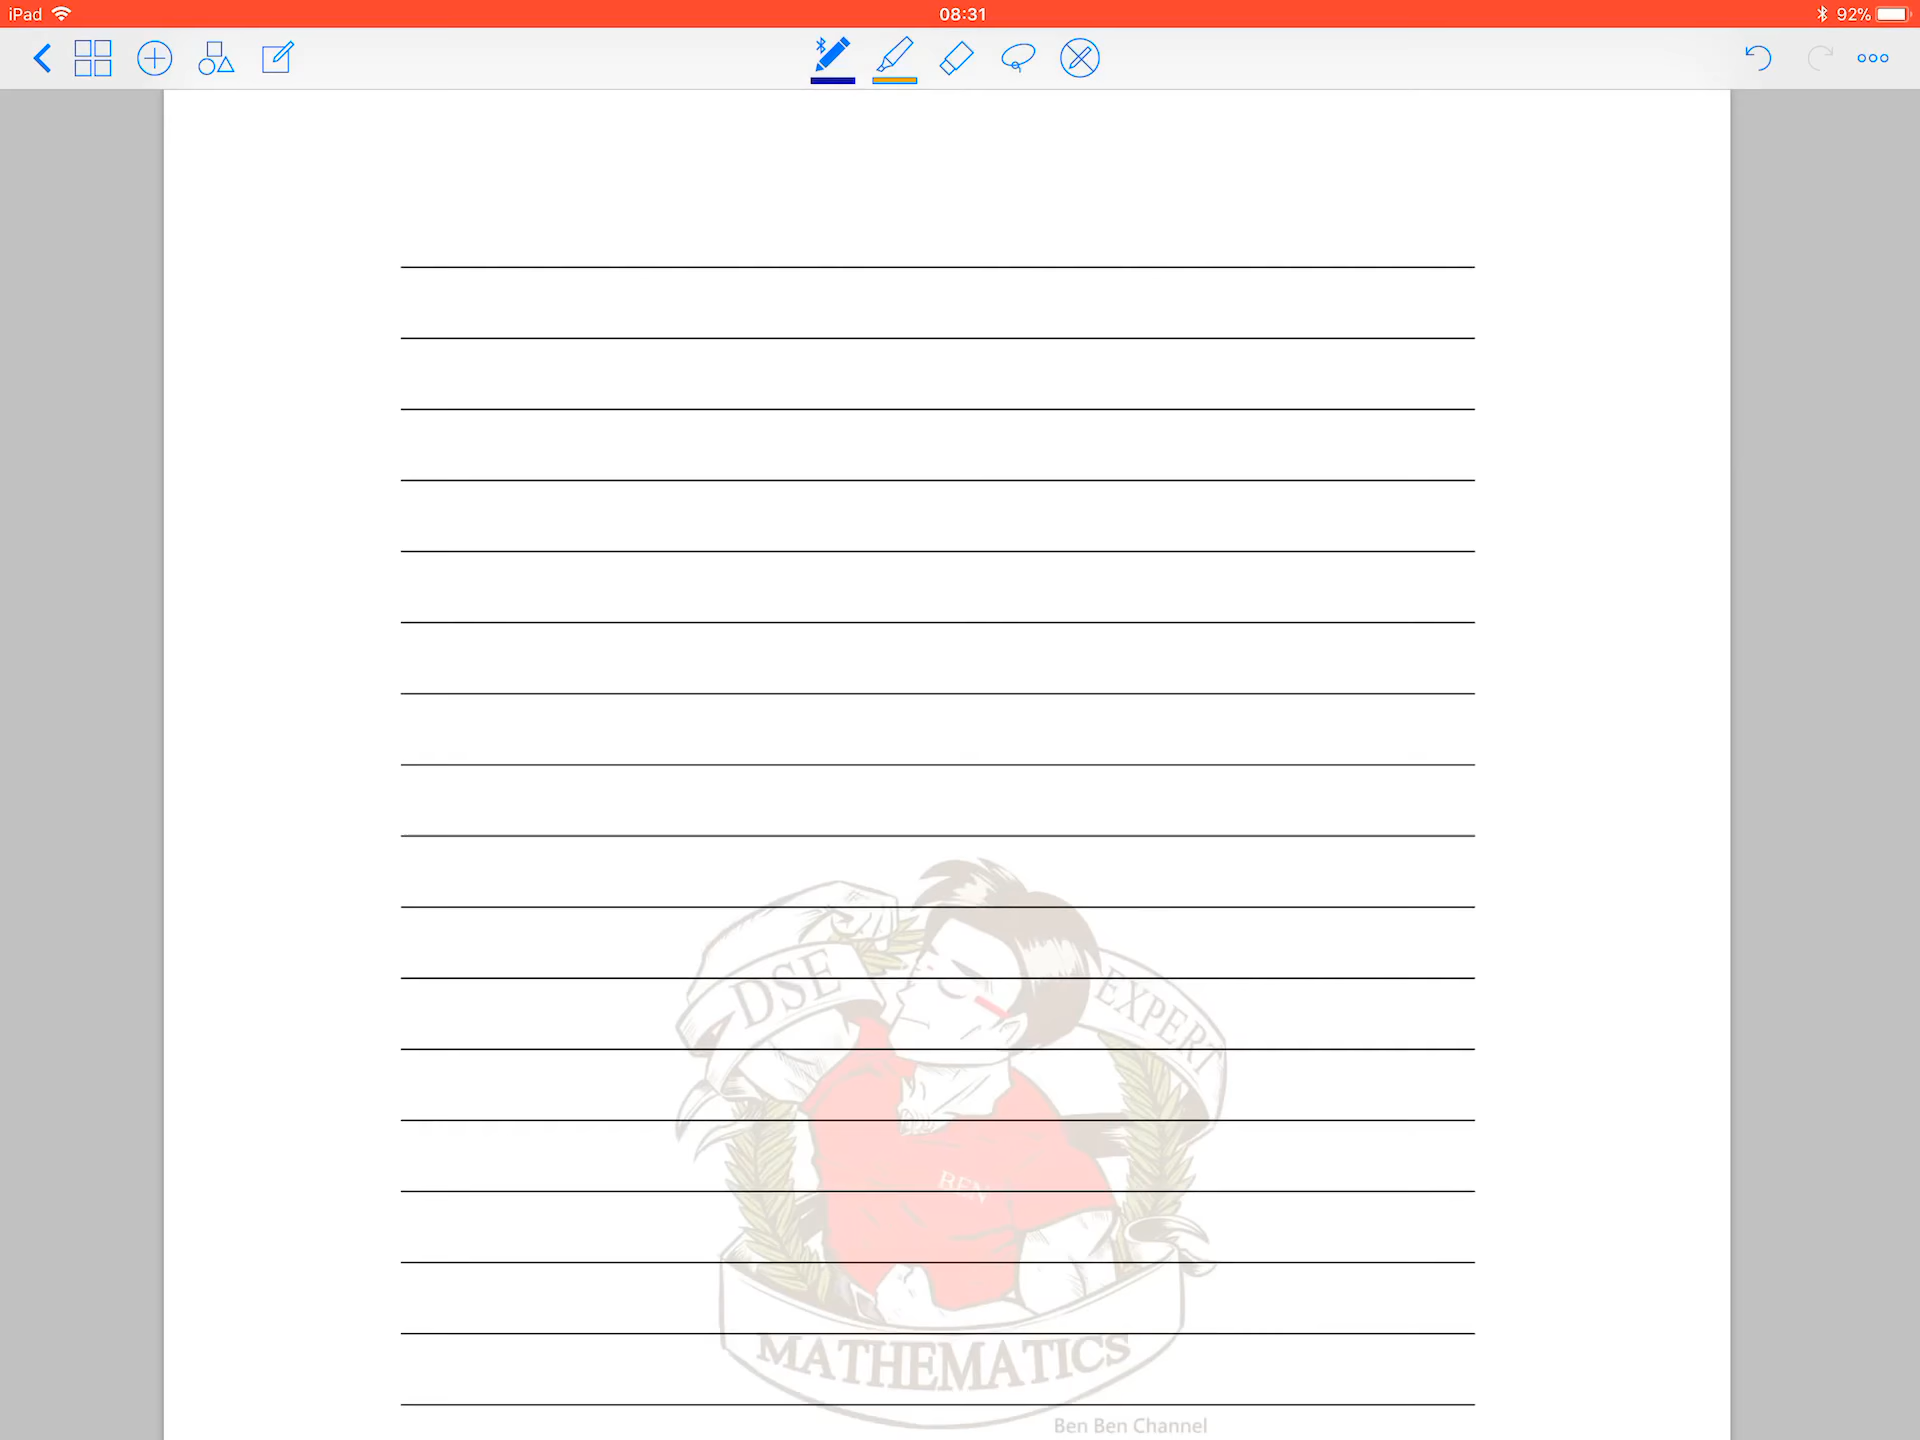 iPad 08:31 92%
DSE EXPERT
BEN
MATHEMATICS
Ben Ben Channel